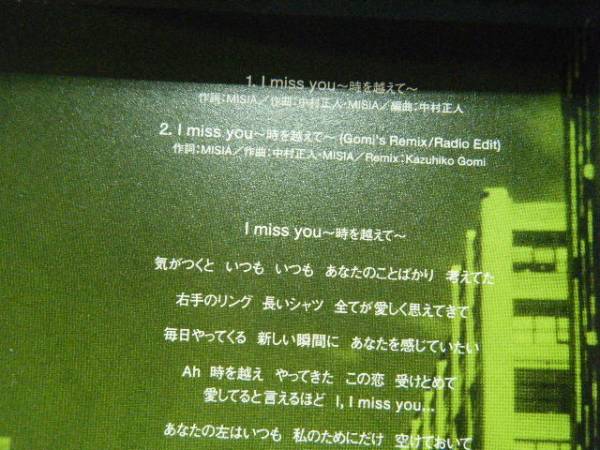 1. I miss you〜時を越えて〜
作詞：MISIA／作曲：中村正人・MISIA／編曲：中村正人
2. I miss you〜時を越えて〜 (Gomi's Remix/Radio Edit)
作詞：MISIA／作曲：中村正人・MISIA／Remix：Kazuhiko Gomi
I miss you〜時を越えて〜
気がつくと いつも いつも あなたのことばかり 考えてた
右手のリング 長いシャツ 全てが愛しく思えてきて
毎日やってくる 新しい瞬間に あなたを感じていたい
Ah 時を越え やってきた この恋 受けとめて
愛してると言えるほど I, I miss you...
あなたの左はいつも 私のためにだけ 空けておいて